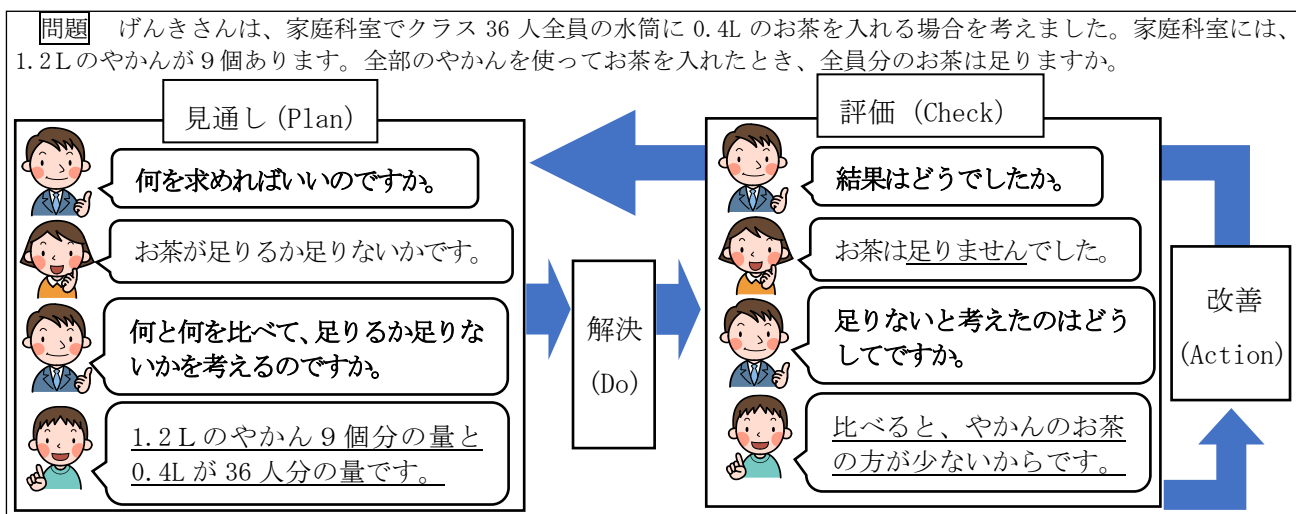 問題　げんきさんは、家庭科室でクラス 36 人全員の水筒に 0.4L のお茶を入れる場合を考えました。家庭科室には、
1.2Ｌのやかんが９個あります。全部のやかんを使ってお茶を入れたとき、全員分のお茶は足りますか。
見通し(Plan)
何を求めればいいのですか。
お茶が足りるか足りないかです。
何と何を比べて、足りるか足りな
いかを考えるのですか。
1.2Ｌのやかん９個分の量と
0.4L が 36 人分の量です。
解決
(Do)
評価 (Check)
結果はどうでしたか。
お茶は足りませんでした。
足りないと考えたのはどう
してですか。
比べると、やかんのお茶
の方が少ないからです。
改善
(Action)